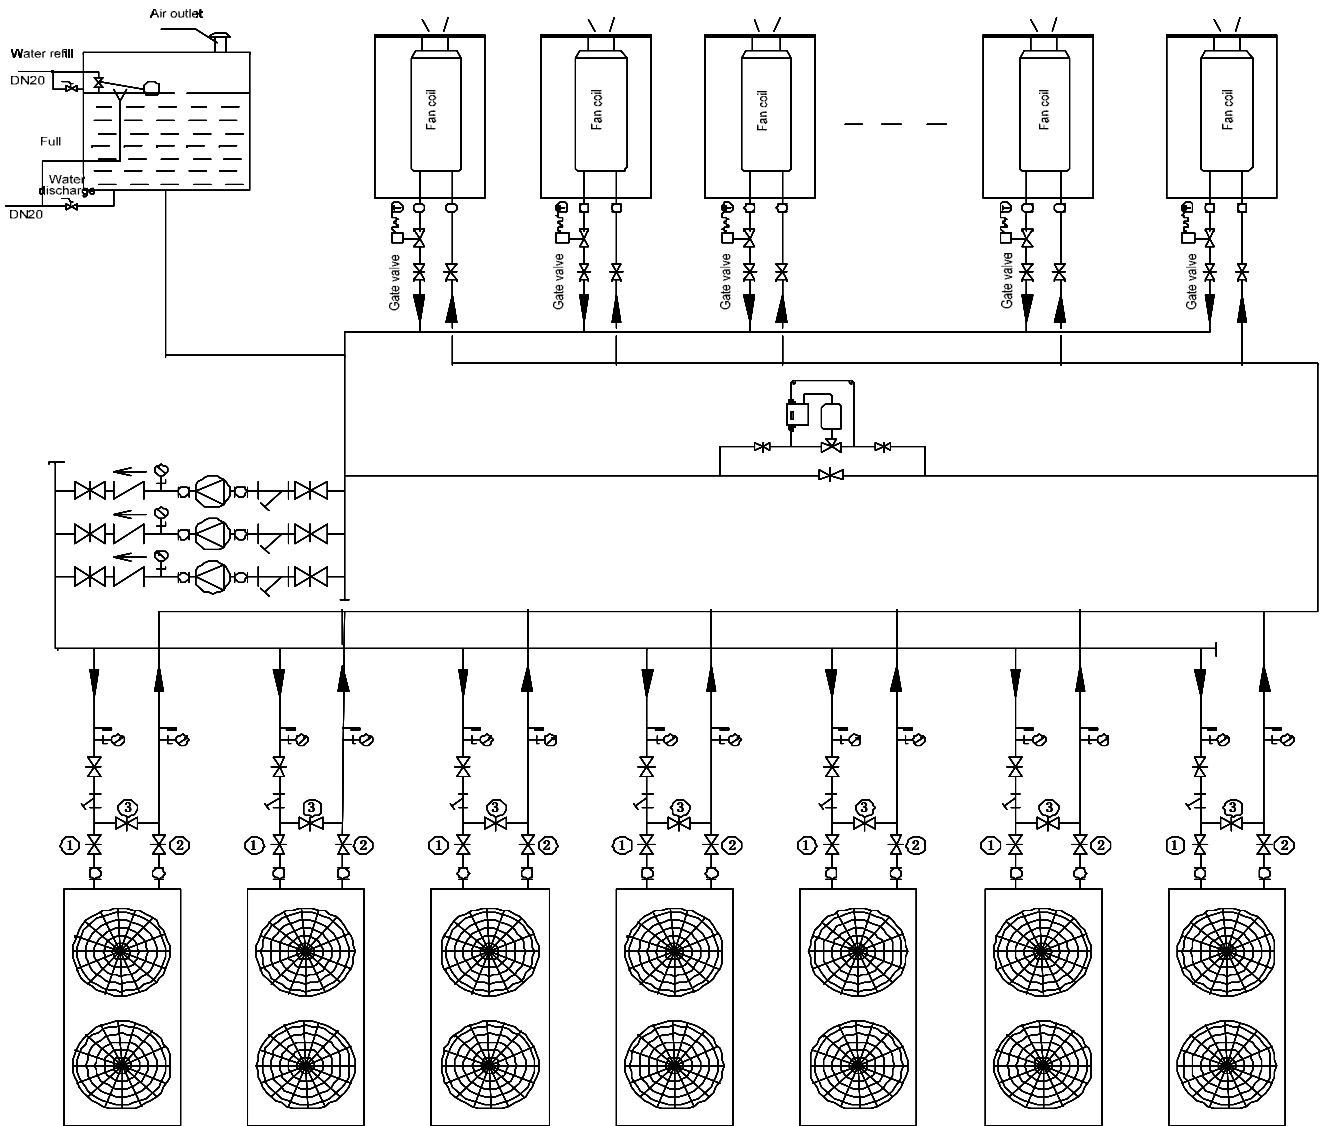 Air outlet
Water refill
DN20
Full
Water
discharge
DN20
Fan coil
Fan coil
Fan coil
Fan coil
Fan coil
T
T
T
T
T
Gate valve
Gate valve
Gate valve
Gate valve
Gate valve
3
3
3
3
3
3
3
1 2
1 2
1 2
1 2
1 2
1 2
1 2